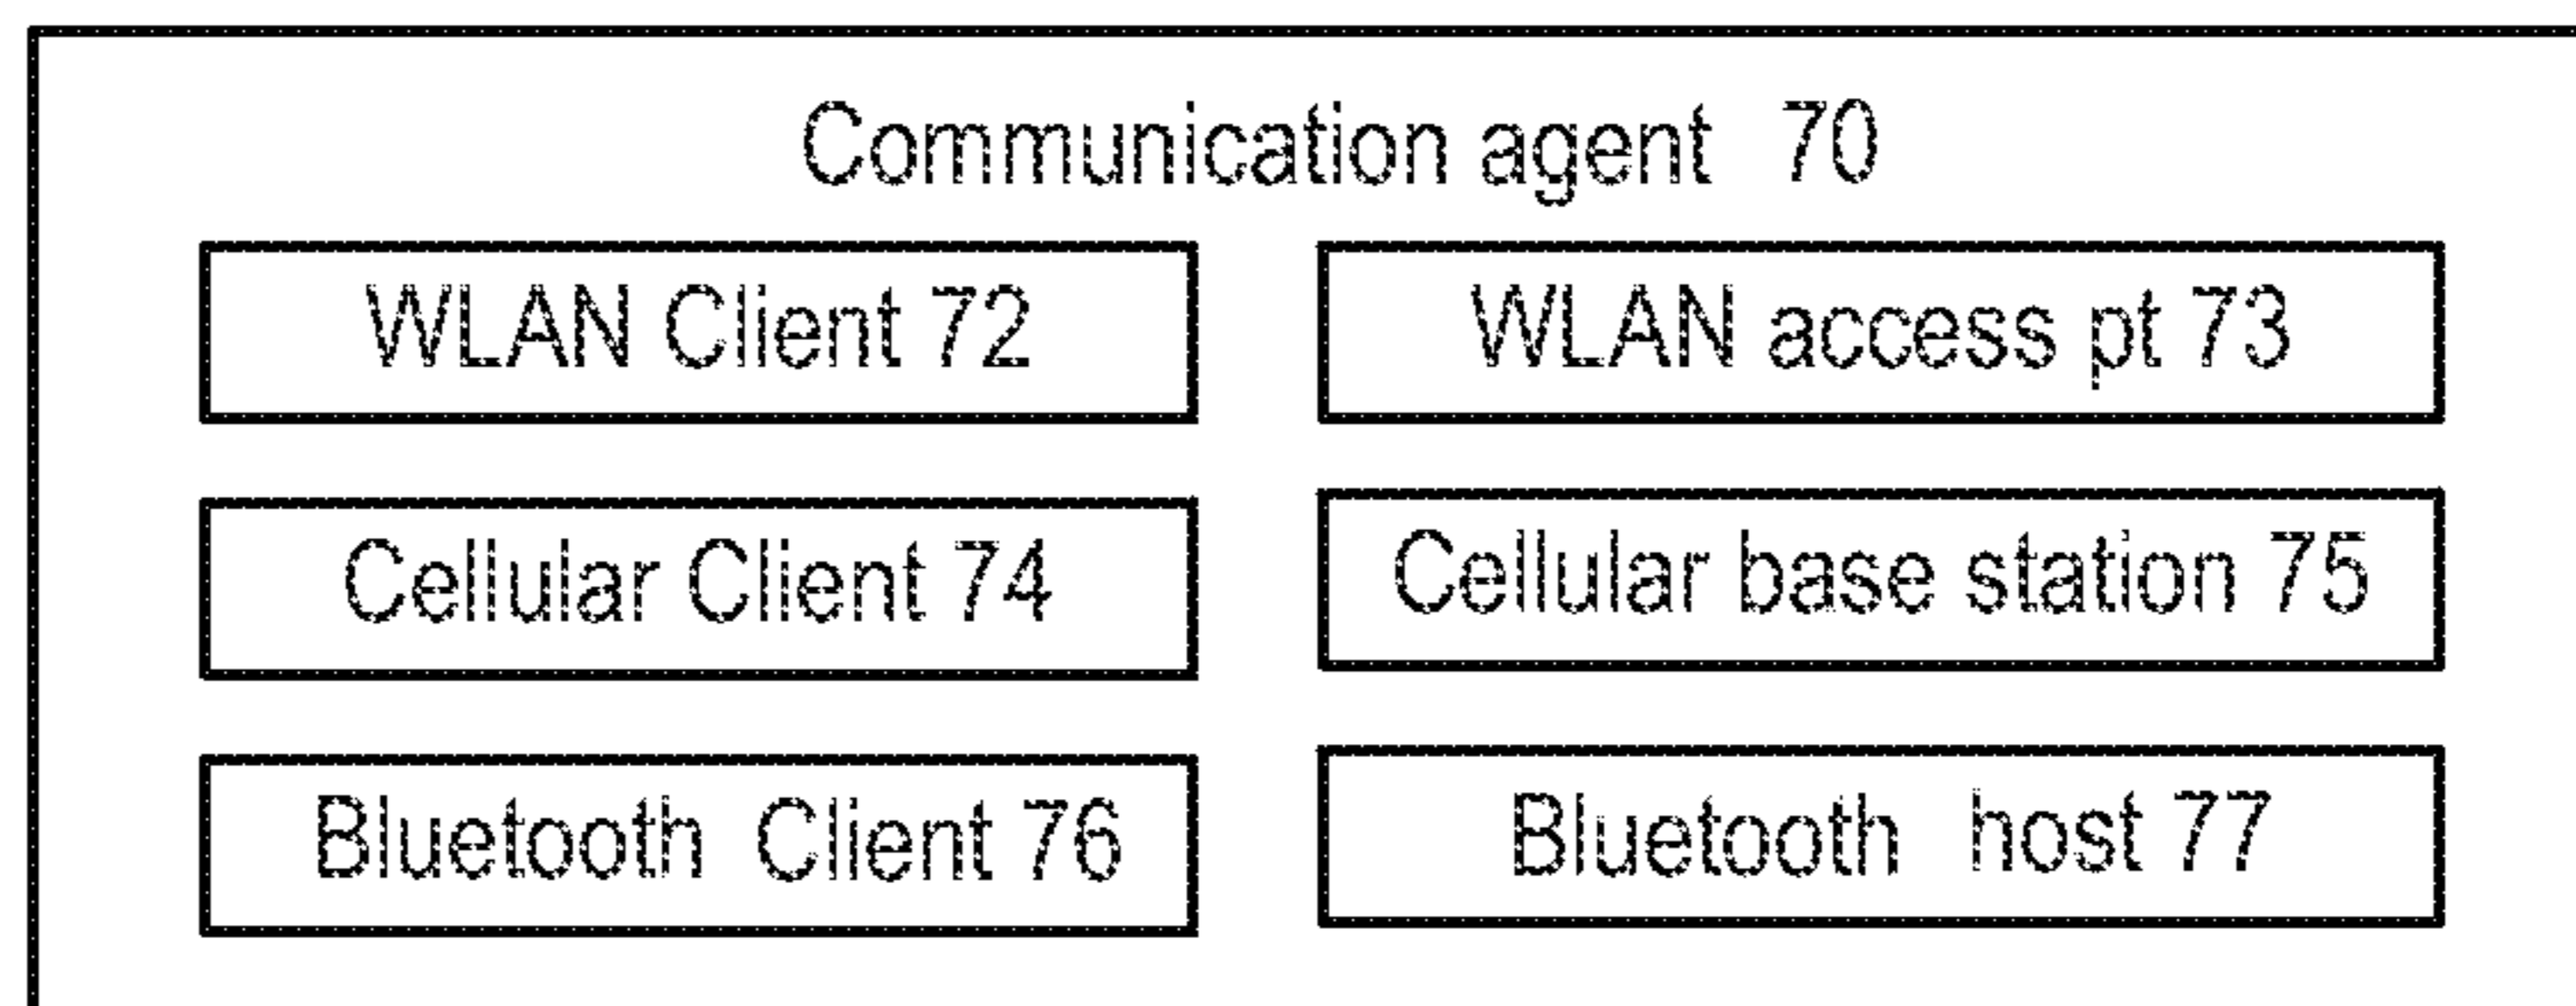 Communication agent 70
WLAN Client 72
WLAN access pt 73
Cellular Client 74
Cellular base station 75
Bluetooth Client 76
Bluetooth host 77